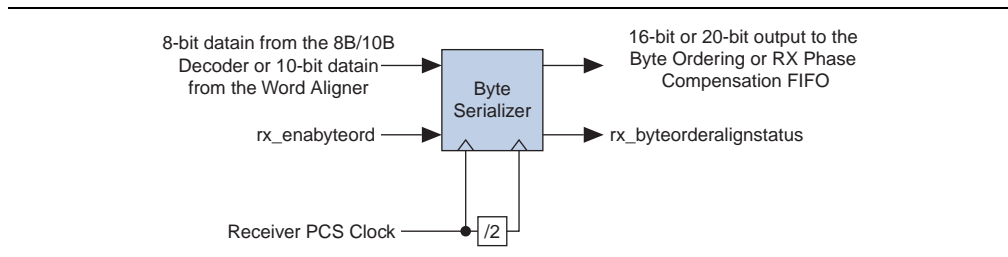 8-bit datain from the 8B/10B
Decoder or 10-bit datain
from the Word Aligner
16-bit or 20-bit output to the
Byte Ordering or RX Phase
Compensation FIFO
Byte
Serializer
rx_enabyteord
rx_byteorderalignstatus
Receiver PCS Clock
/2